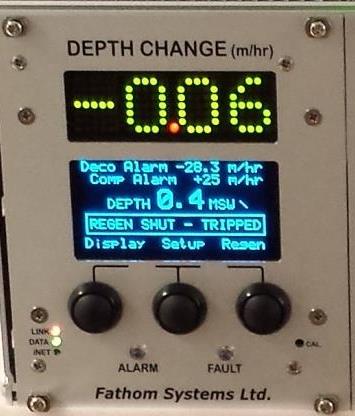 DEPTH CHANGE (m/hr)
-0.06
Deco Alarm -28.3 m/hr
Comp Alarm +25 m/hr
DEPTH 0.4 MSW \
REGEN SHUT - TRIPPED
Display Setup Regen
LINK
DATA
iNET
CAL
ALARM FAULT
Fathom Systems Ltd.